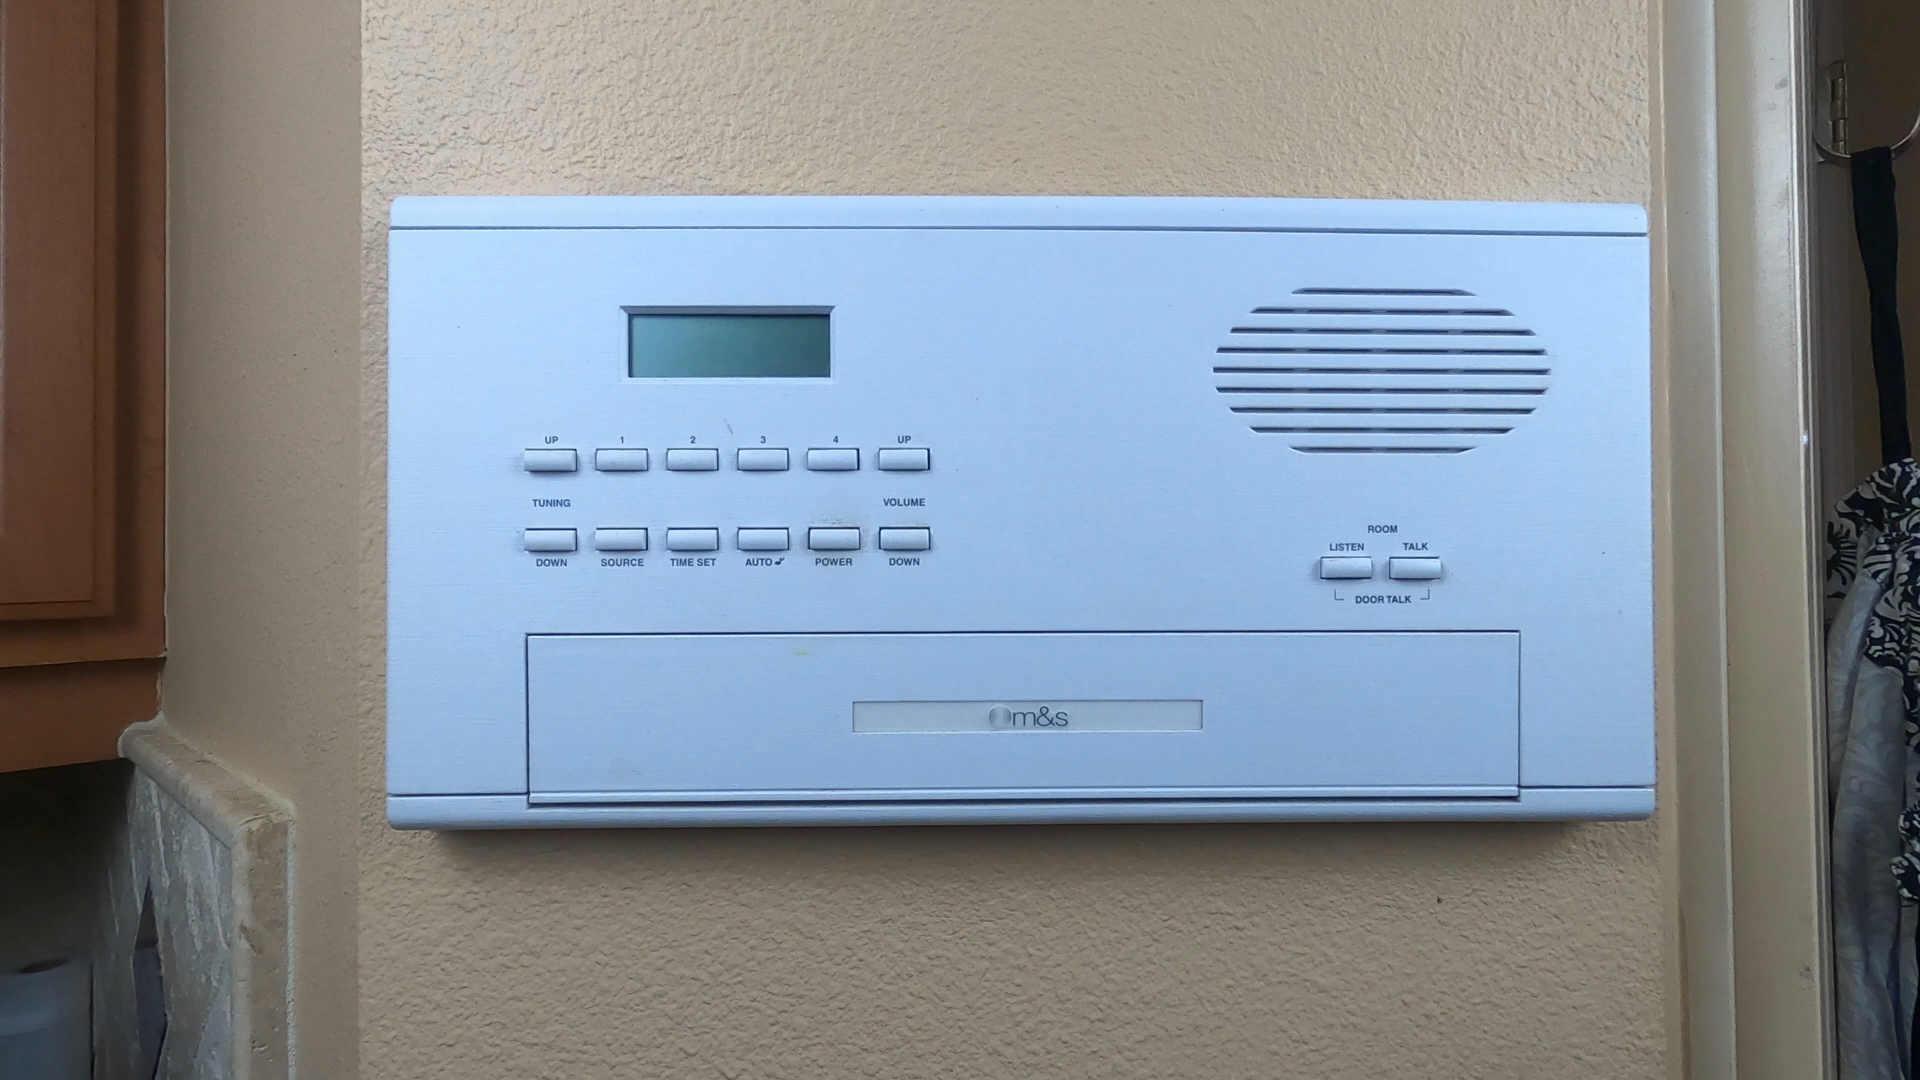 UP 1 2 3 4 UP
TUNING VOLUME
DOWN SOURCE TIME SET AUTO POWER DOWN
ROOM
LISTEN TALK
DOOR TALK
m&s